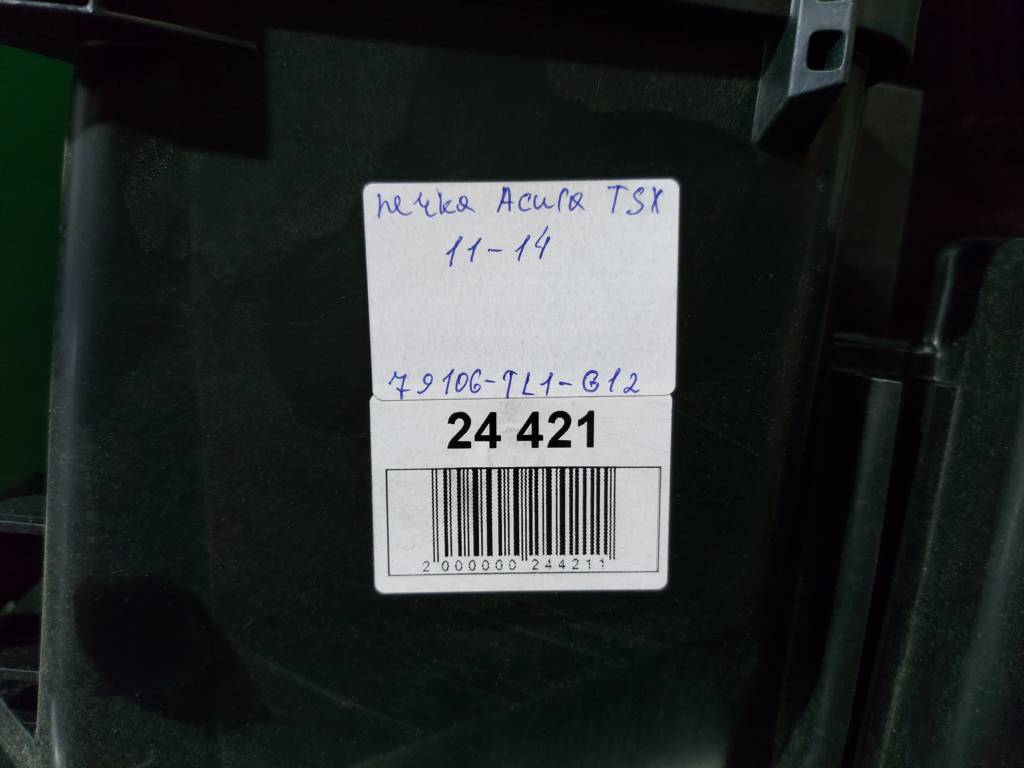 печка Acura TSX
11-14
79106-TL1-G12
24 421
2 000000 244211